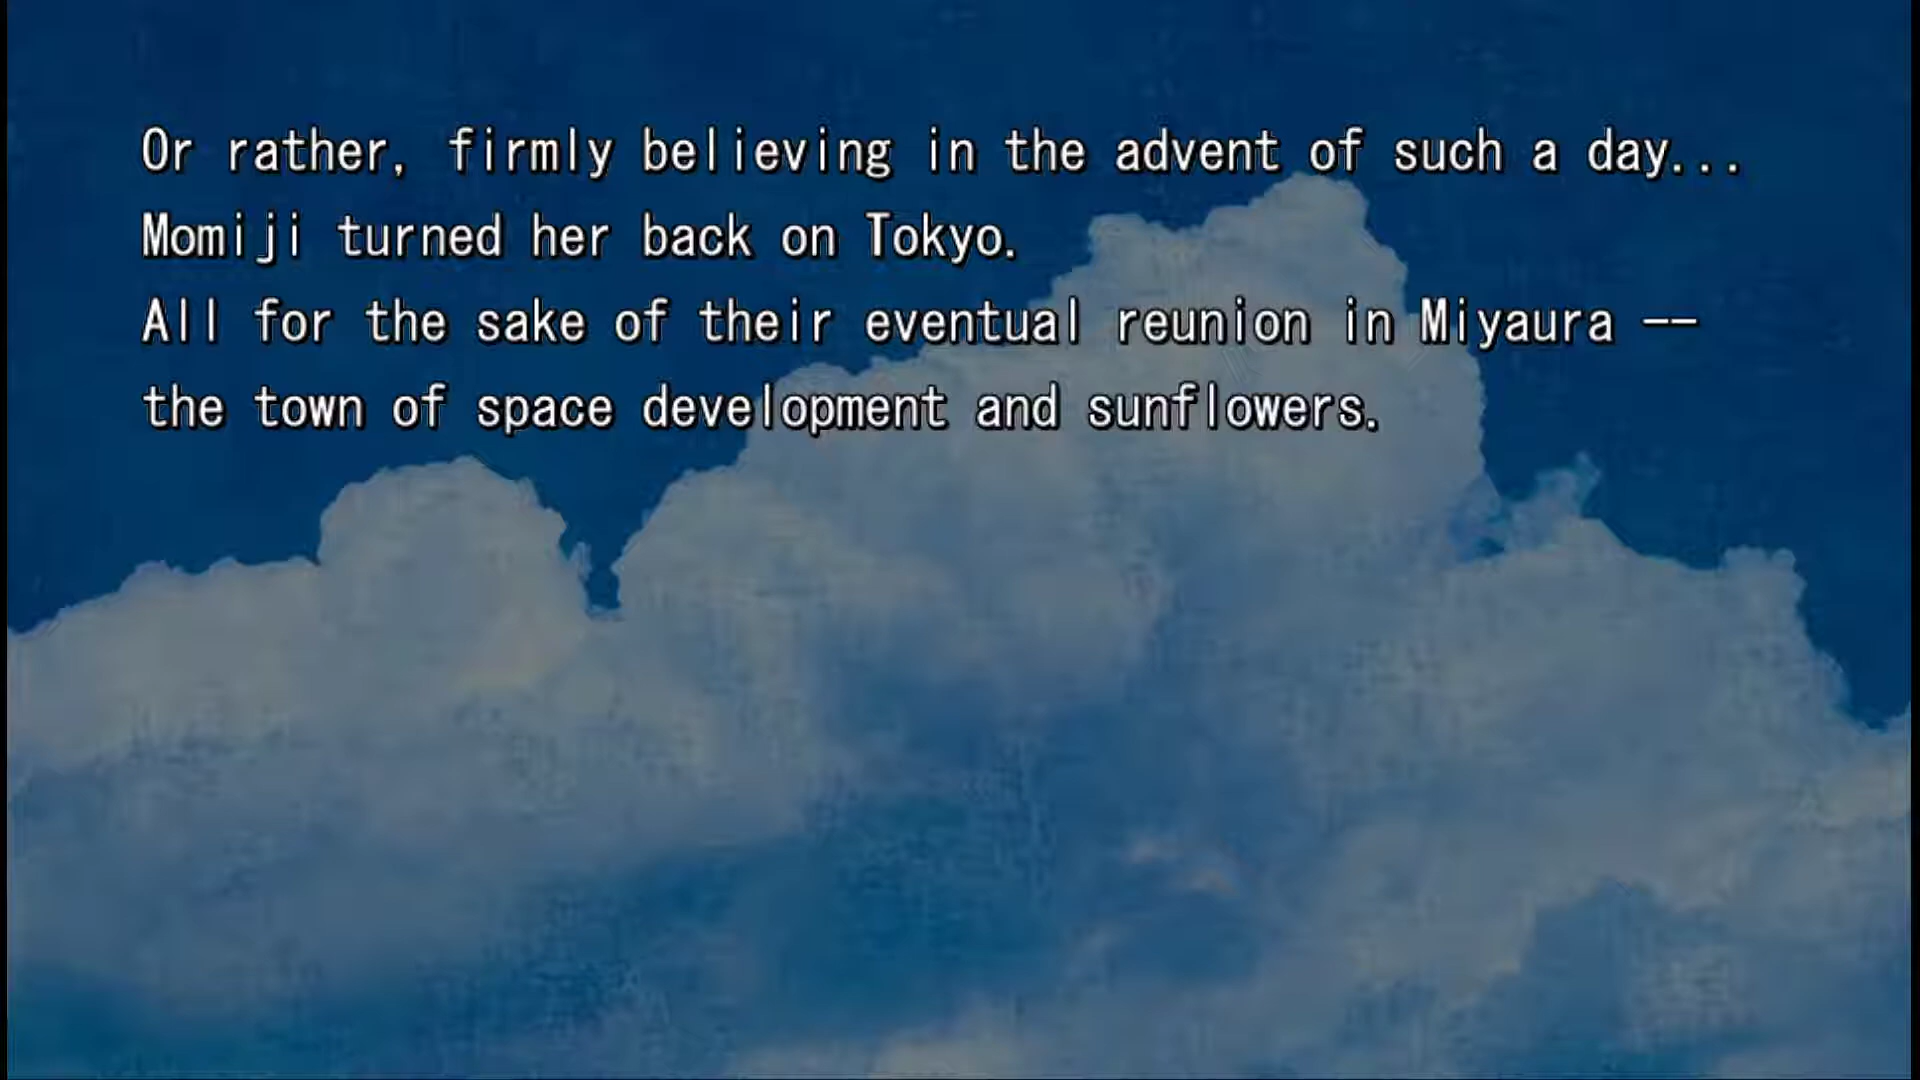 Or rather, firmly believing in the advent of such a day...
Momiji turned her back on Tokyo.
All for the sake of their eventual reunion in Miyaura --
the town of space development and sunflowers.